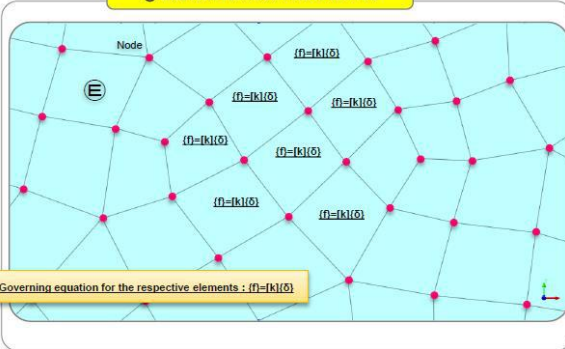 {f}=[k]{δ}
Node
E
{f}=[k]{δ}
{f}=[k]{δ}
{f}=[k]{δ}
{f}=[k]{δ}
{f}=[k]{δ}
{f}=[k]{δ}
Governing equation for the respective elements : {f}=[k]{δ}